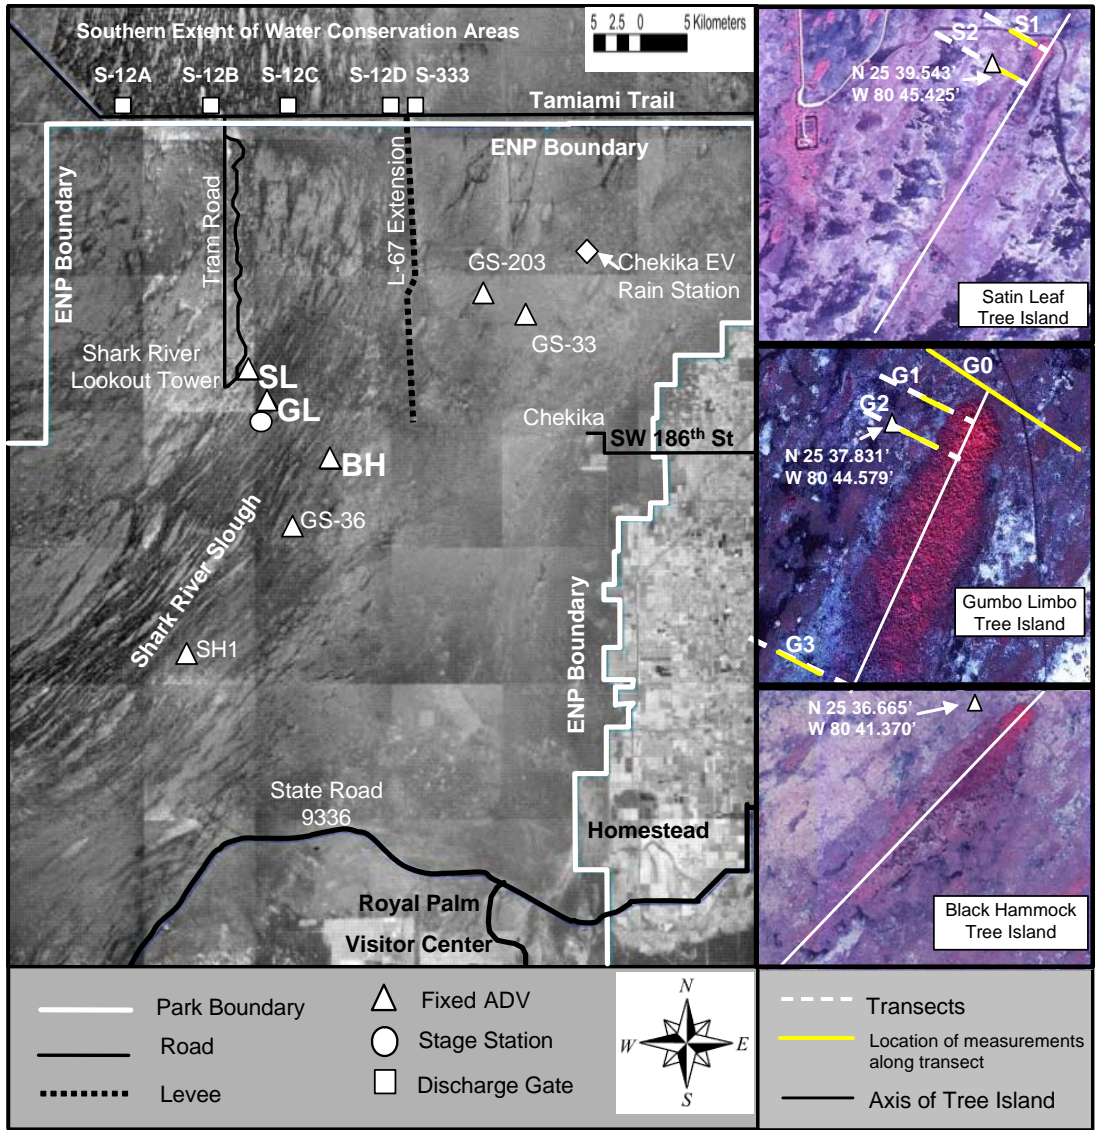 Southern Extent of Water Conservation Areas
5 2.5 0 5 Kilometers
S-12A S-12B S-12C S-12D S-333
Tamiami Trail
ENP Boundary
ENP Boundary
Tram Road
L-67 Extension
GS-203
Chekika EV
Rain Station
GS-33
Shark River
Lookout Tower
SL
GL
Chekika
SW 186th St
BH
GS-36
Shark River Slough
SH1
ENP Boundary
State Road
9336
Homestead
Royal Palm
Visitor Center
S1
S2
N 25 39.543’
W 80 45.425’
Satin Leaf
Tree Island
G0
G1
G2
N 25 37.831’
W 80 44.579’
Gumbo Limbo
Tree Island
G3
N 25 36.665’
W 80 41.370’
Black Hammock
Tree Island
Park Boundary
Road
Levee
Fixed ADV
Stage Station
Discharge Gate
N
W E
S
Transects
Location of measurements
along transect
Axis of Tree Island